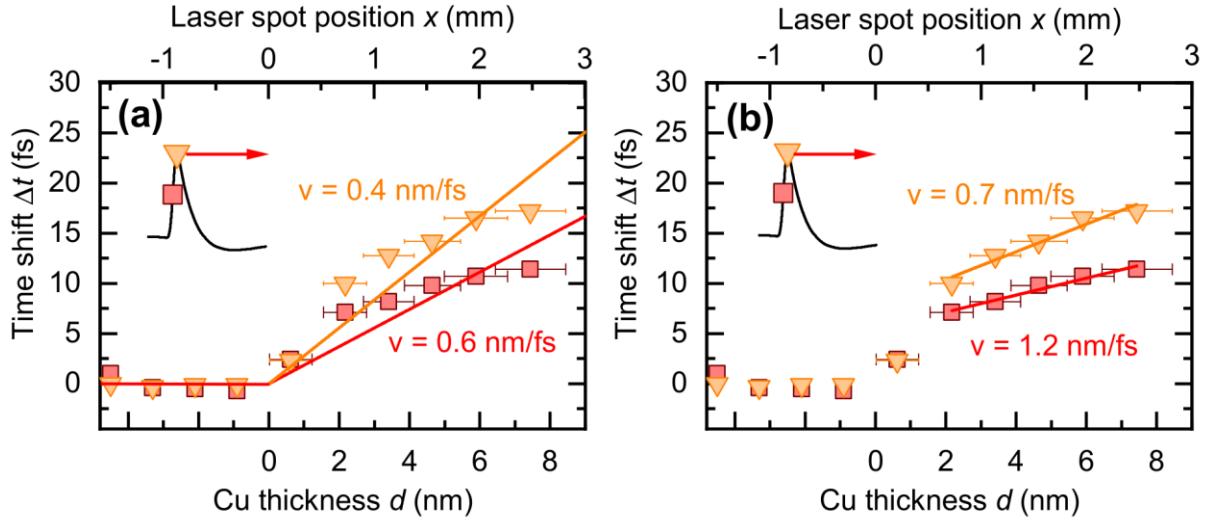 Laser spot position x (mm)
-1 0 1 2 3
30
25
20
15
10
5
0
Time shift Δt (fs)
(a)
v = 0.4 nm/fs
v = 0.6 nm/fs
0 2 4 6 8
Cu thickness d (nm)
Laser spot position x (mm)
-1 0 1 2 3
30
25
20
15
10
5
0
Time shift Δt (fs)
(b)
v = 0.7 nm/fs
v = 1.2 nm/fs
0 2 4 6 8
Cu thickness d (nm)